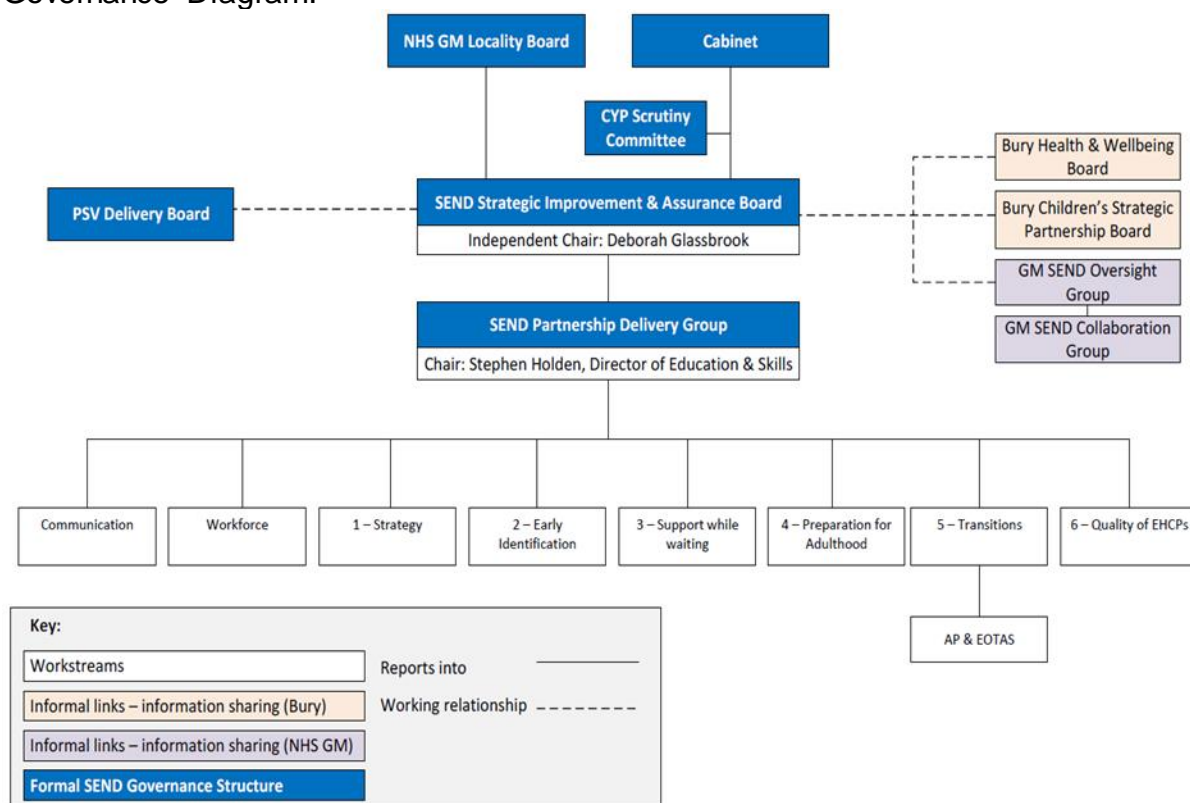 Governance Diagram:
NHS GM Locality Board
Cabinet
CYP Scrutiny
Committee
Bury Health & Wellbeing
Board
PSV Delivery Board
SEND Strategic Improvement & Assurance Board
Independent Chair: Deborah Glassbrook
Bury Children's Strategic
Partnership Board
GM SEND Oversight
Group
GM SEND Collaboration
Group
SEND Partnership Delivery Group
Chair: Stephen Holden, Director of Education & Skills
Communication
Workforce
1 – Strategy
2 – Early
Identification
3 – Support while
waiting
4 – Preparation for
Adulthood
5 – Transitions
6 – Quality of EHCPs
AP & EOTAS
Key:
Workstreams
Informal links – information sharing (Bury)
Informal links – information sharing (NHS GM)
Formal SEND Governance Structure
Reports into
Working relationship